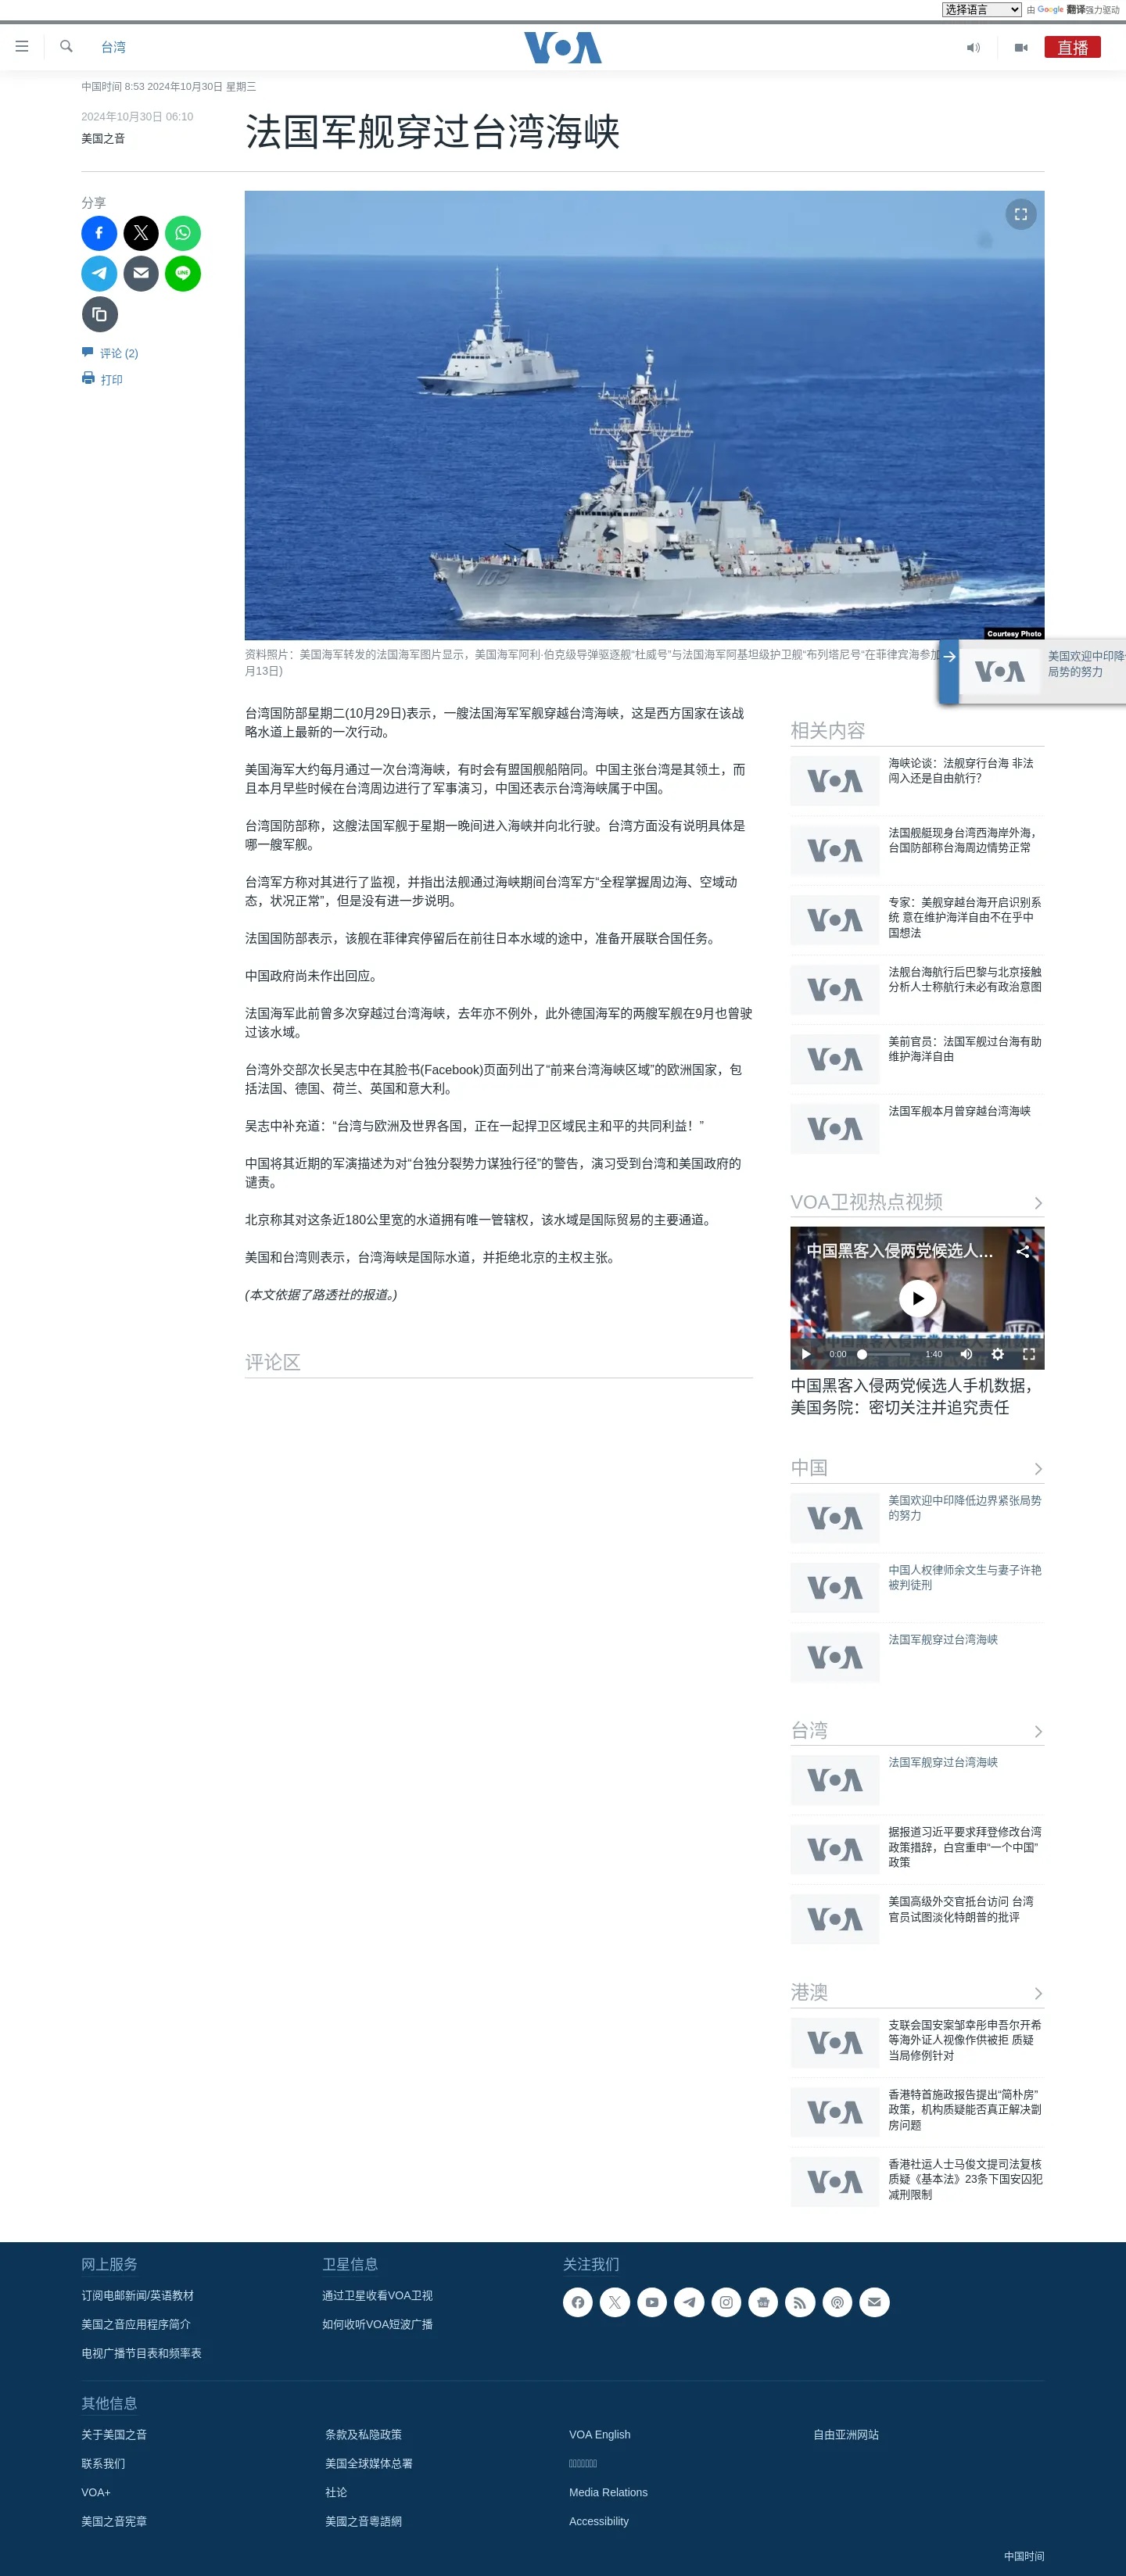 选择语言 由 Google 翻译强力驱动
台湾
VOA
直播
中国时间 8:53 2024年10月30日 星期三
2024年10月30日 06:10
美国之音
法国军舰穿过台湾海峡
分享
评论 (2)
打印
105
Courtesy Photo
资料照片：美国海军转发的法国海军图片显示，美国海军阿利·伯克级导弹驱逐舰“杜威号”与法国海军阿基坦级护卫舰“布列塔尼号”在菲律宾海参加
月13日)
美国欢迎中印降
局势的努力
台湾国防部星期二(10月29日)表示，一艘法国海军军舰穿越台湾海峡，这是西方国家在该战
略水道上最新的一次行动。
美国海军大约每月通过一次台湾海峡，有时会有盟国舰船陪同。中国主张台湾是其领土，而
且本月早些时候在台湾周边进行了军事演习，中国还表示台湾海峡属于中国。
台湾国防部称，这艘法国军舰于星期一晚间进入海峡并向北行驶。台湾方面没有说明具体是
哪一艘军舰。
台湾军方称对其进行了监视，并指出法舰通过海峡期间台湾军方“全程掌握周边海、空域动
态，状况正常”，但是没有进一步说明。
法国国防部表示，该舰在菲律宾停留后在前往日本水域的途中，准备开展联合国任务。
中国政府尚未作出回应。
法国海军此前曾多次穿越过台湾海峡，去年亦不例外，此外德国海军的两艘军舰在9月也曾驶
过该水域。
台湾外交部次长吴志中在其脸书(Facebook)页面列出了“前来台湾海峡区域”的欧洲国家，包
括法国、德国、荷兰、英国和意大利。
吴志中补充道：“台湾与欧洲及世界各国，正在一起捍卫区域民主和平的共同利益！”
中国将其近期的军演描述为对“台独分裂势力谋独行径”的警告，演习受到台湾和美国政府的
谴责。
北京称其对这条近180公里宽的水道拥有唯一管辖权，该水域是国际贸易的主要通道。
美国和台湾则表示，台湾海峡是国际水道，并拒绝北京的主权主张。
(本文依据了路透社的报道。)
评论区
相关内容
海峡论谈：法舰穿行台海 非法
闯入还是自由航行？
法国舰艇现身台湾西海岸外海，
台国防部称台海周边情势正常
专家：美舰穿越台海开启识别系
统 意在维护海洋自由不在乎中
国想法
法舰台海航行后巴黎与北京接触
分析人士称航行未必有政治意图
美前官员：法国军舰过台海有助
维护海洋自由
法国军舰本月曾穿越台湾海峡
VOA卫视热点视频
中国黑客入侵两党候选人...
中国黑客入侵两党候选人手机数据
0:00 1:40
中国黑客入侵两党候选人手机数据，
美国务院：密切关注并追究责任
中国
美国欢迎中印降低边界紧张局势
的努力
中国人权律师余文生与妻子许艳
被判徒刑
法国军舰穿过台湾海峡
台湾
法国军舰穿过台湾海峡
据报道习近平要求拜登修改台湾
政策措辞，白宫重申“一个中国”
政策
美国高级外交官抵台访问 台湾
官员试图淡化特朗普的批评
港澳
支联会国安案邹幸彤申吾尔开希
等海外证人视像作供被拒 质疑
当局修例针对
香港特首施政报告提出“简朴房”
政策，机构质疑能否真正解决劏
房问题
香港社运人士马俊文提司法复核
质疑《基本法》23条下国安囚犯
减刑限制
网上服务
订阅电邮新闻/英语教材
美国之音应用程序简介
电视广播节目表和频率表
卫星信息
通过卫星收看VOA卫视
如何收听VOA短波广播
关注我们
其他信息
关于美国之音
联系我们
VOA+
美国之音宪章
条款及私隐政策
美国全球媒体总署
社论
美國之音粵語網
VOA English
Media Relations
Accessibility
自由亚洲网站
中国时间